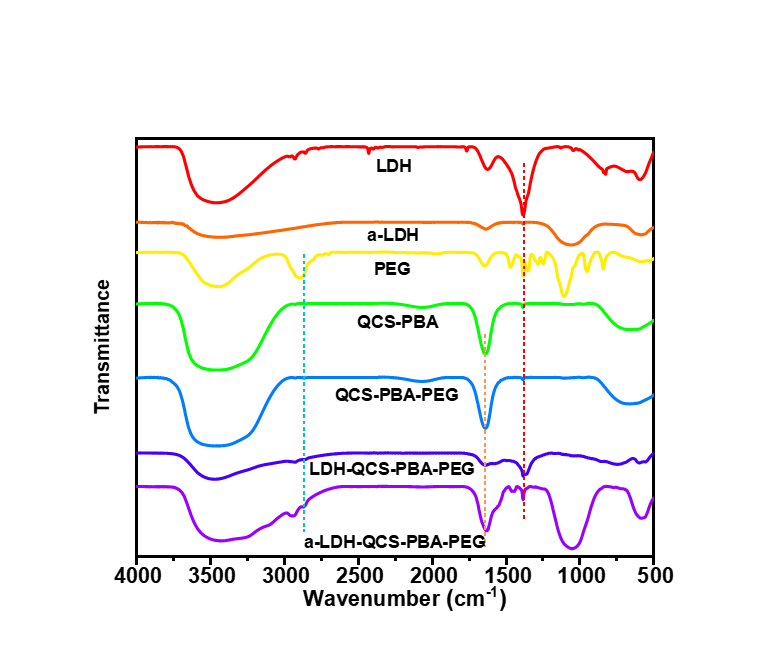 LDH
a-LDH
PEG
QCS-PBA
QCS-PBA-PEG
LDH-QCS-PBA-PEG
a-LDH-QCS-PBA-PEG
Transmittance
4000 3500 3000 2500 2000 1500 1000 500
Wavenumber (cm⁻¹)